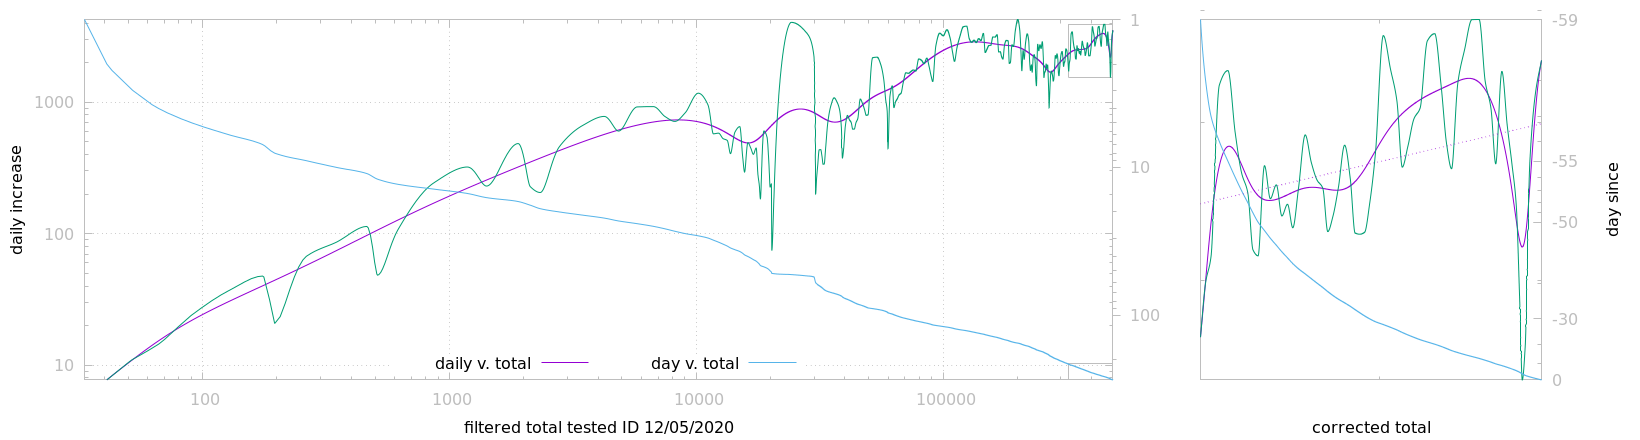 daily increase
1000
100
10
100
1000
10000
100000
1
10
100
daily v. total
day v. total
filtered total tested ID 12/05/2020
-59
-55
-50
-30
0
day since
corrected total